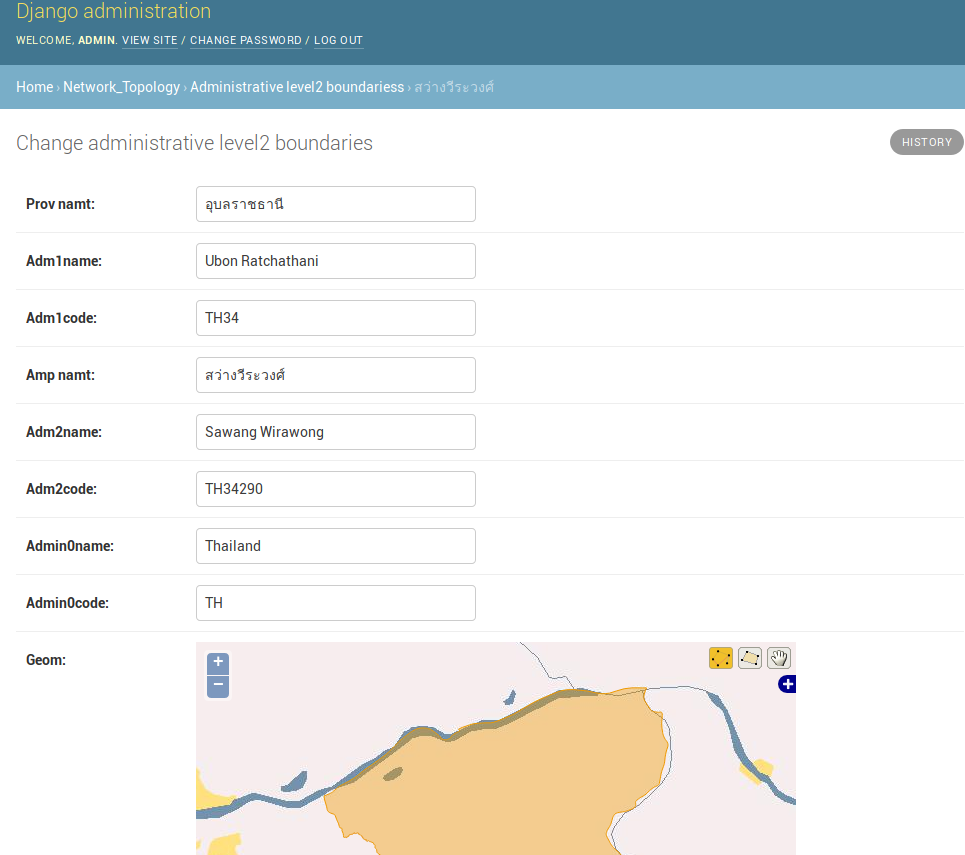 Django administration
WELCOME, ADMIN. VIEW SITE / CHANGE PASSWORD / LOG OUT
Home › Network_Topology › Administrative level2 boundariess › สว่างวีระวงศ์
Change administrative level2 boundaries
HISTORY
Prov namt: อุบลราชธานี
Adm1name: Ubon Ratchathani
Adm1code: TH34
Amp namt: สว่างวีระวงศ์
Adm2name: Sawang Wirawong
Adm2code: TH34290
Admin0name: Thailand
Admin0code: TH
Geom:
+
−
+